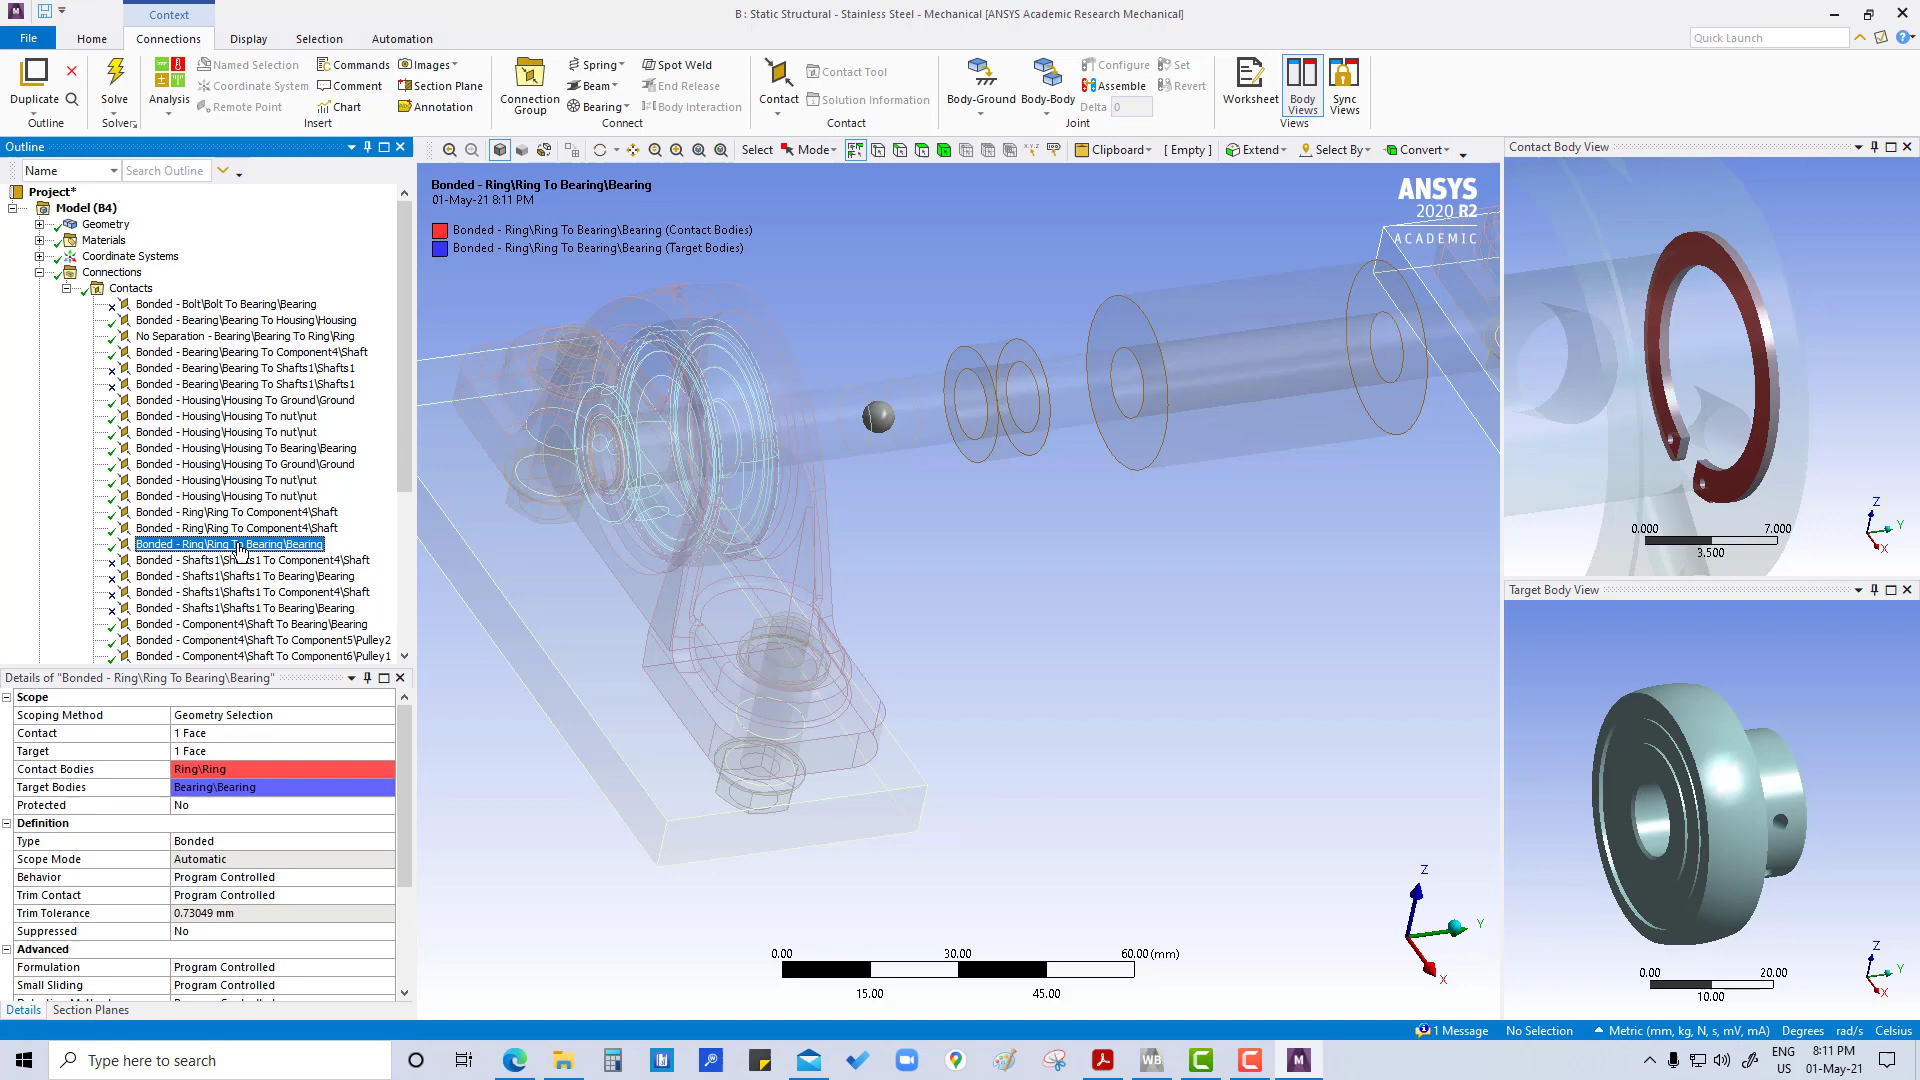 Context
B : Static Structural - Stainless Steel - Mechanical [ANSYS Academic Research Mechanical]
File Home Connections Display Selection Automation
Quick Launch
Named Selection Commands Images Spring Spot Weld Contact Tool Configure Set
Coordinate System Comment Section Plane Beam End Release Assemble Revert
Duplicate Solve Analysis Connection Group Contact Solution Information Body-Ground Body-Body Worksheet Body Views Sync Views
Remote Point Chart Annotation Bearing Body Interaction Delta 0
Outline Solver Insert Connect Contact Joint Views
Outline
Select Mode Clipboard [ Empty ] Extend Select By Convert
Contact Body View
Name Search Outline
Project*
Model (B4)
Geometry
Materials
Coordinate Systems
Connections
Contacts
Bonded - Bolt\Bolt To Bearing\Bearing
Bonded - Bearing\Bearing To Housing\Housing
No Separation - Bearing\Bearing To Ring\Ring
Bonded - Bearing\Bearing To Component4\Shaft
Bonded - Bearing\Bearing To Shafts1\Shafts1
Bonded - Bearing\Bearing To Shafts1\Shafts1
Bonded - Housing\Housing To Ground\Ground
Bonded - Housing\Housing To nut\nut
Bonded - Housing\Housing To nut\nut
Bonded - Housing\Housing To Bearing\Bearing
Bonded - Housing\Housing To Ground\Ground
Bonded - Housing\Housing To nut\nut
Bonded - Housing\Housing To nut\nut
Bonded - Ring\Ring To Component4\Shaft
Bonded - Ring\Ring To Component4\Shaft
Bonded - Ring\Ring To Bearing\Bearing
Bonded - Shafts1\Shafts1 To Component4\Shaft
Bonded - Shafts1\Shafts1 To Bearing\Bearing
Bonded - Shafts1\Shafts1 To Component4\Shaft
Bonded - Shafts1\Shafts1 To Bearing\Bearing
Bonded - Component4\Shaft To Bearing\Bearing
Bonded - Component4\Shaft To Component5\Pulley2
Bonded - Component4\Shaft To Component6\Pulley1
Details of "Bonded - Ring\Ring To Bearing\Bearing"
Scope
Scoping Method Geometry Selection
Contact 1 Face
Target 1 Face
Contact Bodies Ring\Ring
Target Bodies Bearing\Bearing
Protected No
Definition
Type Bonded
Scope Mode Automatic
Behavior Program Controlled
Trim Contact Program Controlled
Trim Tolerance 0.73049 mm
Suppressed No
Advanced
Formulation Program Controlled
Small Sliding Program Controlled
Details Section Planes
Bonded - Ring\Ring To Bearing\Bearing
01-May-21 8:11 PM
Bonded - Ring\Ring To Bearing\Bearing (Contact Bodies)
Bonded - Ring\Ring To Bearing\Bearing (Target Bodies)
ANSYS
2020 R2
ACADEMIC
Z
Y
X
0.00 30.00 60.00 (mm)
15.00 45.00
Z
Y
X
0.000 7.000
3.500
Target Body View
Z
Y
X
0.00 20.00
10.00
1 Message No Selection Metric (mm, kg, N, s, mV, mA) Degrees rad/s Celsius
Type here to search
WB
C
C
M
ENG
US
8:11 PM
01-May-21